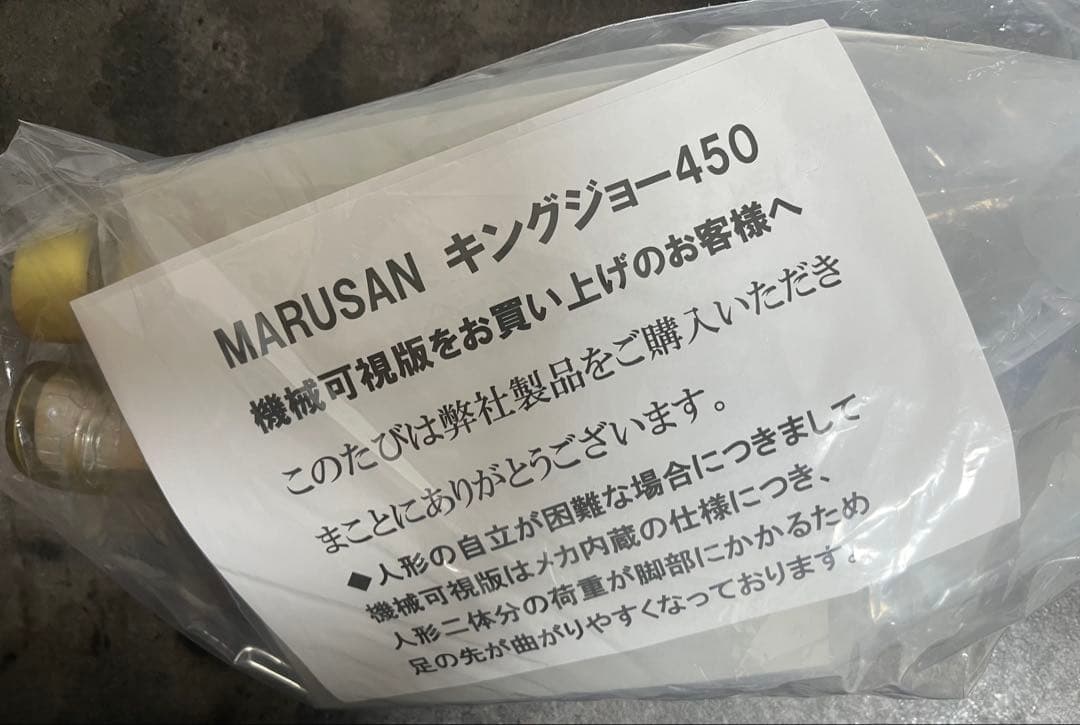 MARUSAN キングジョー450
機械可視版をお買い上げのお客様へ
このたびは弊社製品をご購入いただき
まことにありがとうございます。
◆人形の自立が困難な場合につきまして
機械可視版はメカ内蔵の仕様につき、
人形二体分の荷重が脚部にかかるため
足の先が曲がりやすくなっております。